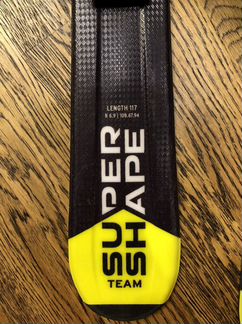 LENGTH 117
R 6.9 | 109.67.94
SUPER
SHAPE
TEAM